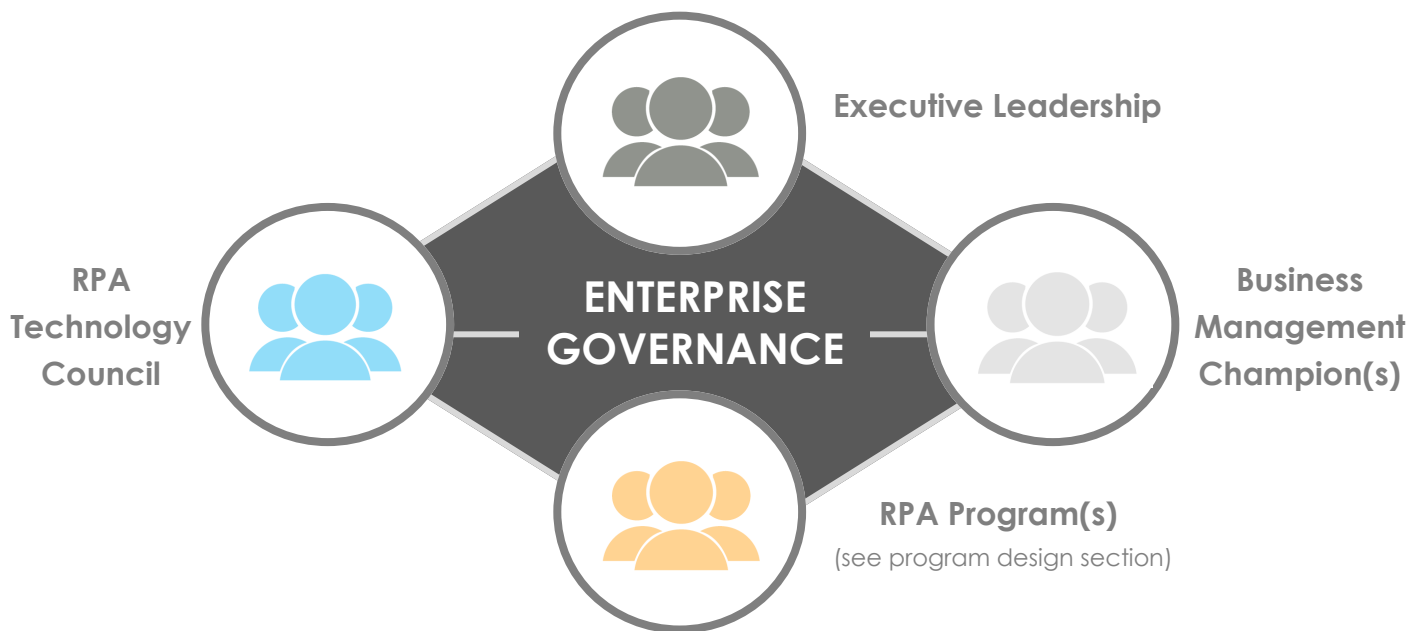 Executive Leadership
RPA
Technology
Council
ENTERPRISE
GOVERNANCE
Business
Management
Champion(s)
RPA Program(s)
(see program design section)